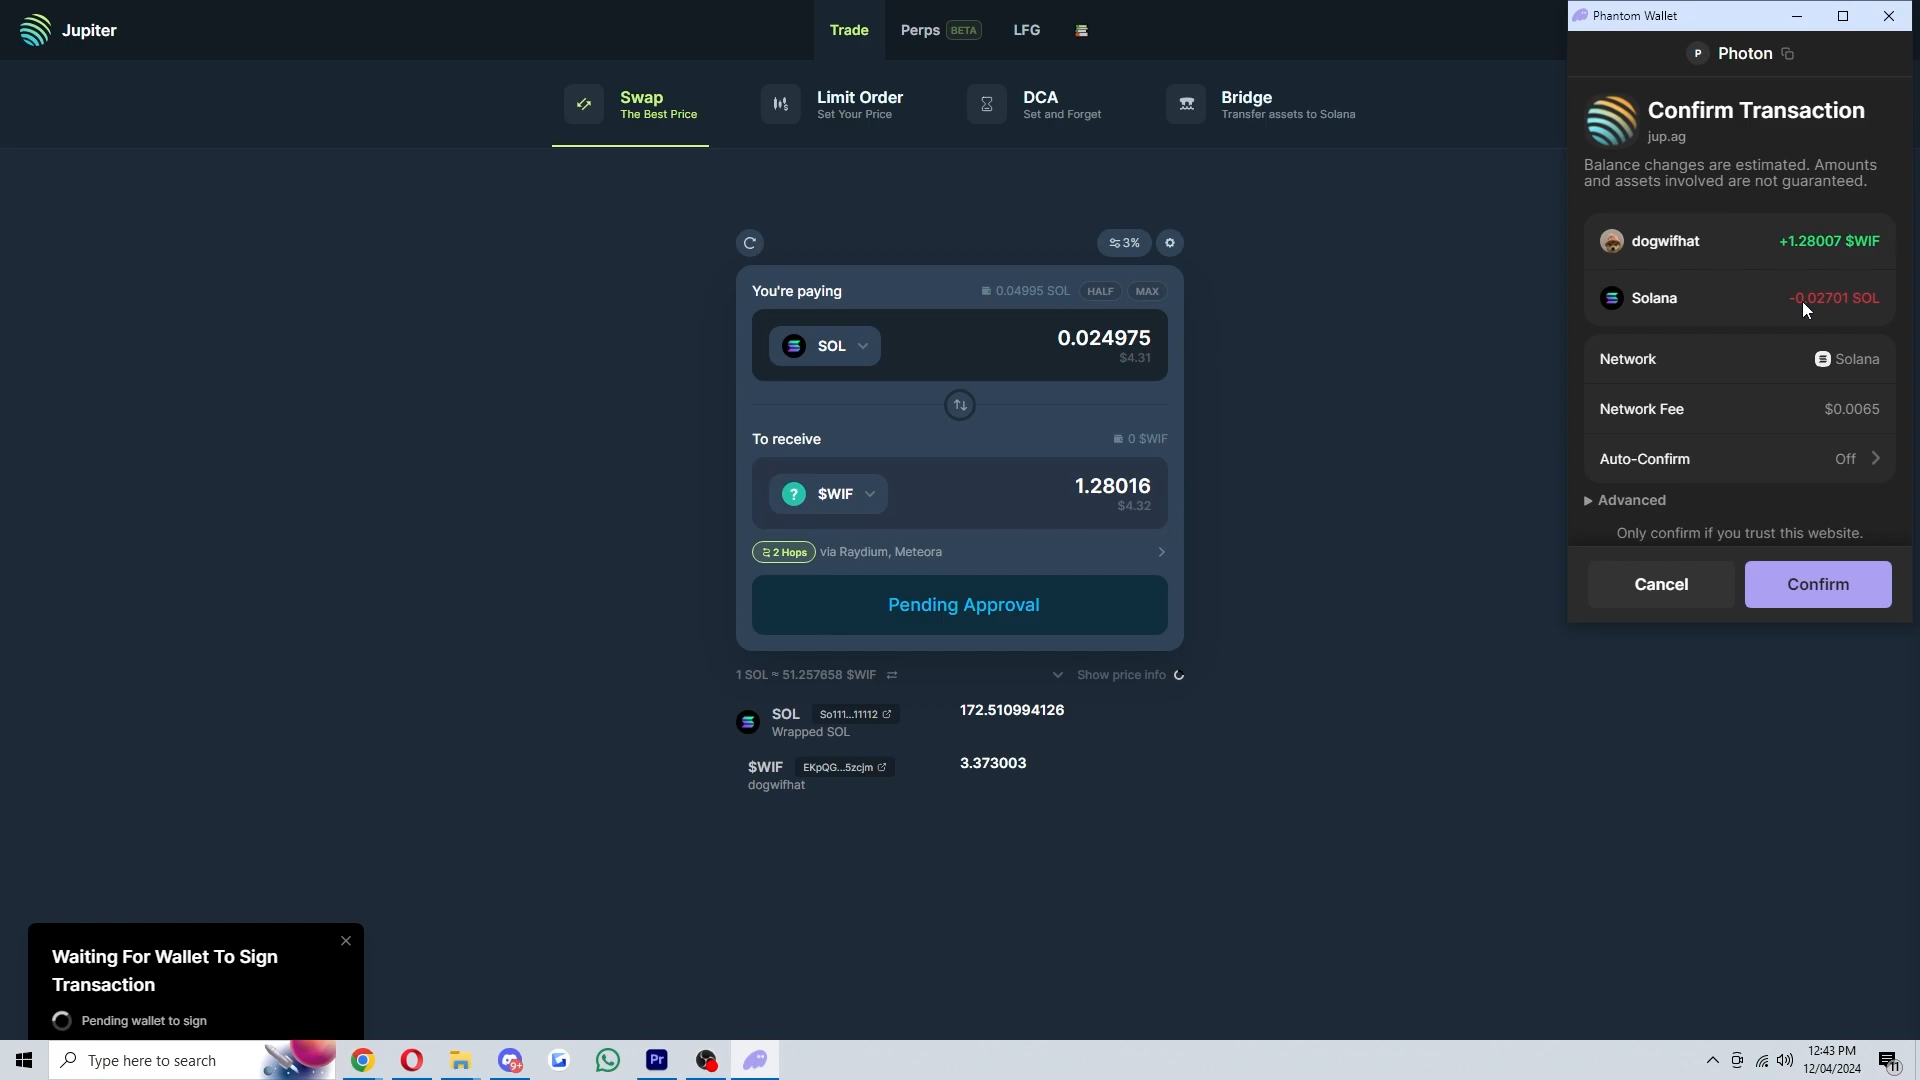 Jupiter
Trade
Perps BETA
LFG
Swap
The Best Price
Limit Order
Set Your Price
DCA
Set and Forget
Bridge
Transfer assets to Solana
3%
You're paying
0.04995 SOL HALF MAX
SOL
0.024975
$4.31
To receive
0 $WIF
? $WIF
1.28016
$4.32
2 Hops via Raydium, Meteora
Pending Approval
1 SOL ≈ 51.257658 $WIF
Show price info
SOL So111...11112
Wrapped SOL
172.510994126
$WIF EKpQG...5zcjm
dogwifhat
3.373003
Phantom Wallet
P Photon
Confirm Transaction
jup.ag
Balance changes are estimated. Amounts
and assets involved are not guaranteed.
dogwifhat +1.28007 $WIF
Solana -0.02701 SOL
Network Solana
Network Fee $0.0065
Auto-Confirm Off
Advanced
Only confirm if you trust this website.
Cancel Confirm
Waiting For Wallet To Sign
Transaction
Pending wallet to sign
Type here to search
9+
Pr
12:43 PM
12/04/2024
11